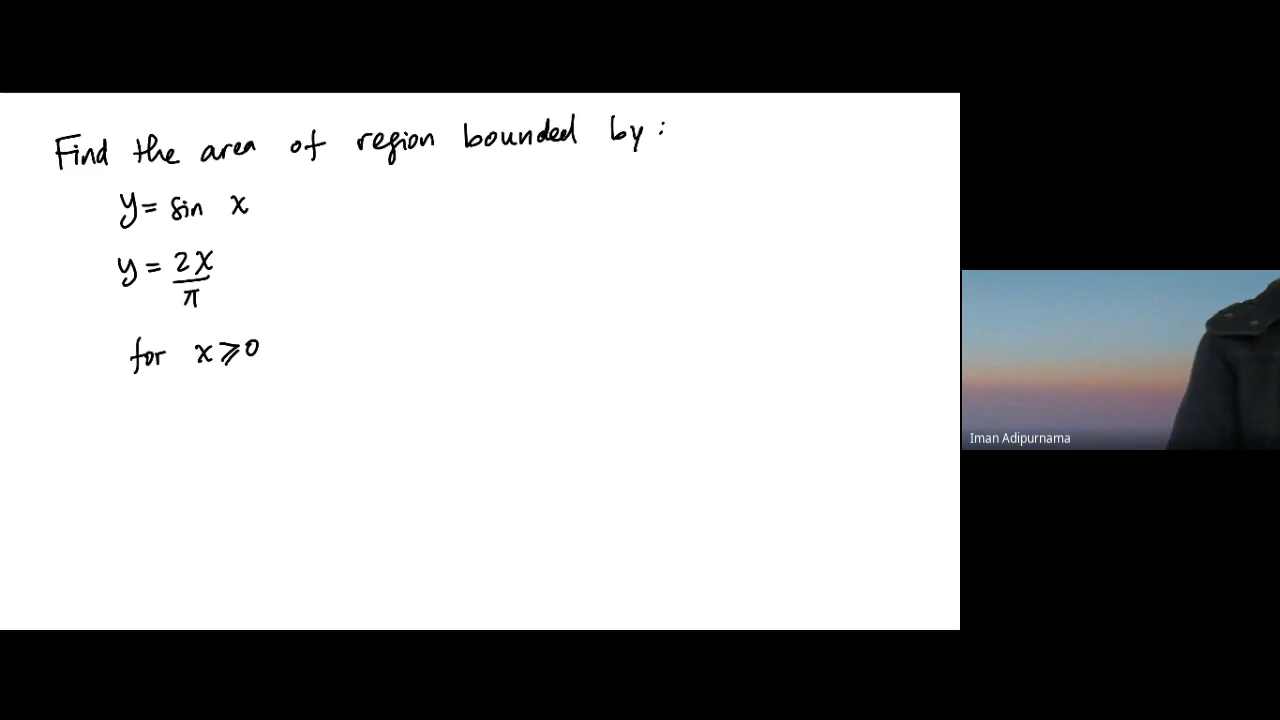 Find the area of region bounded by :
y = sin x
y = 2x/π
for x ⩾ 0
Iman Adipurnama